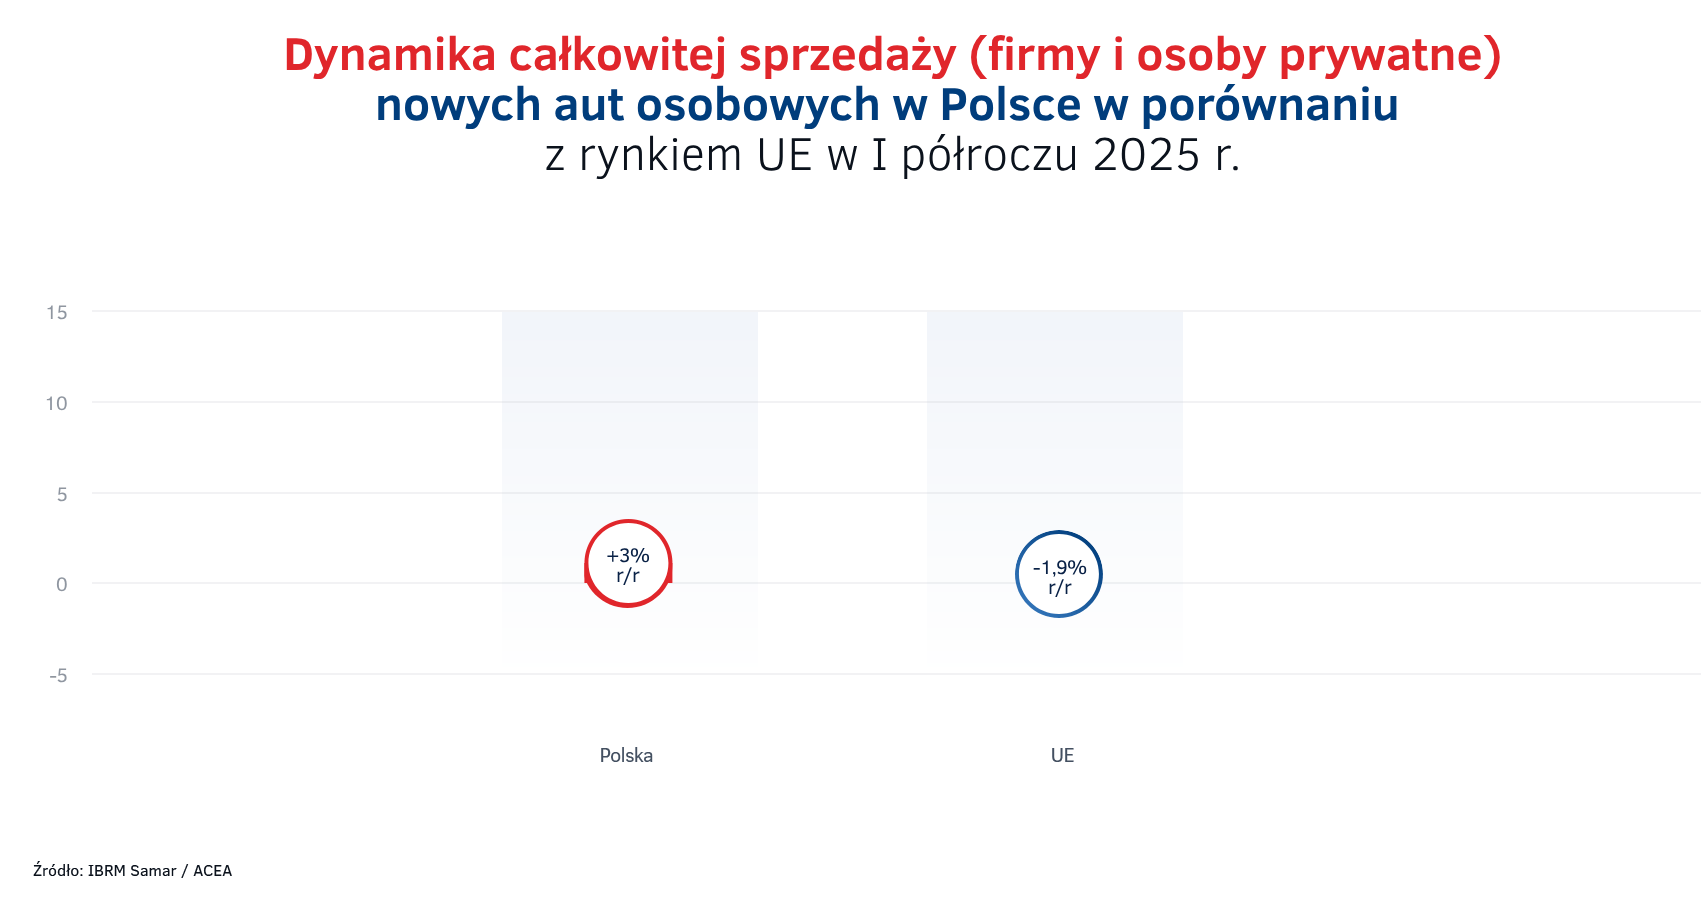 Dynamika całkowitej sprzedaży (firmy i osoby prywatne)
nowych aut osobowych w Polsce w porównaniu
z rynkiem UE w I półroczu 2025 r.
15
10
5
0
-5
+3%
r/r
-1,9%
r/r
Polska
UE
Źródło: IBRM Samar / ACEA